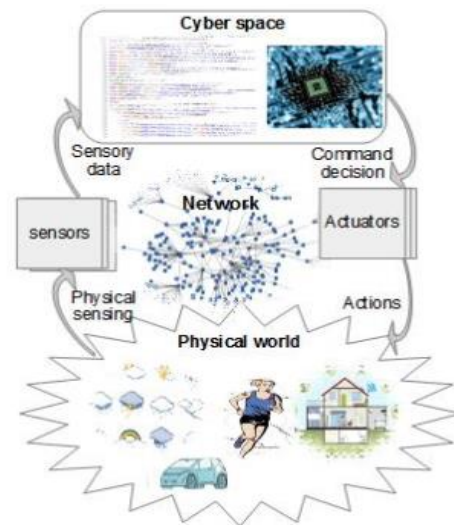 Cyber space
Sensory
data
Command
decision
Network
sensors
Actuators
Physical
sensing
Actions
Physical world